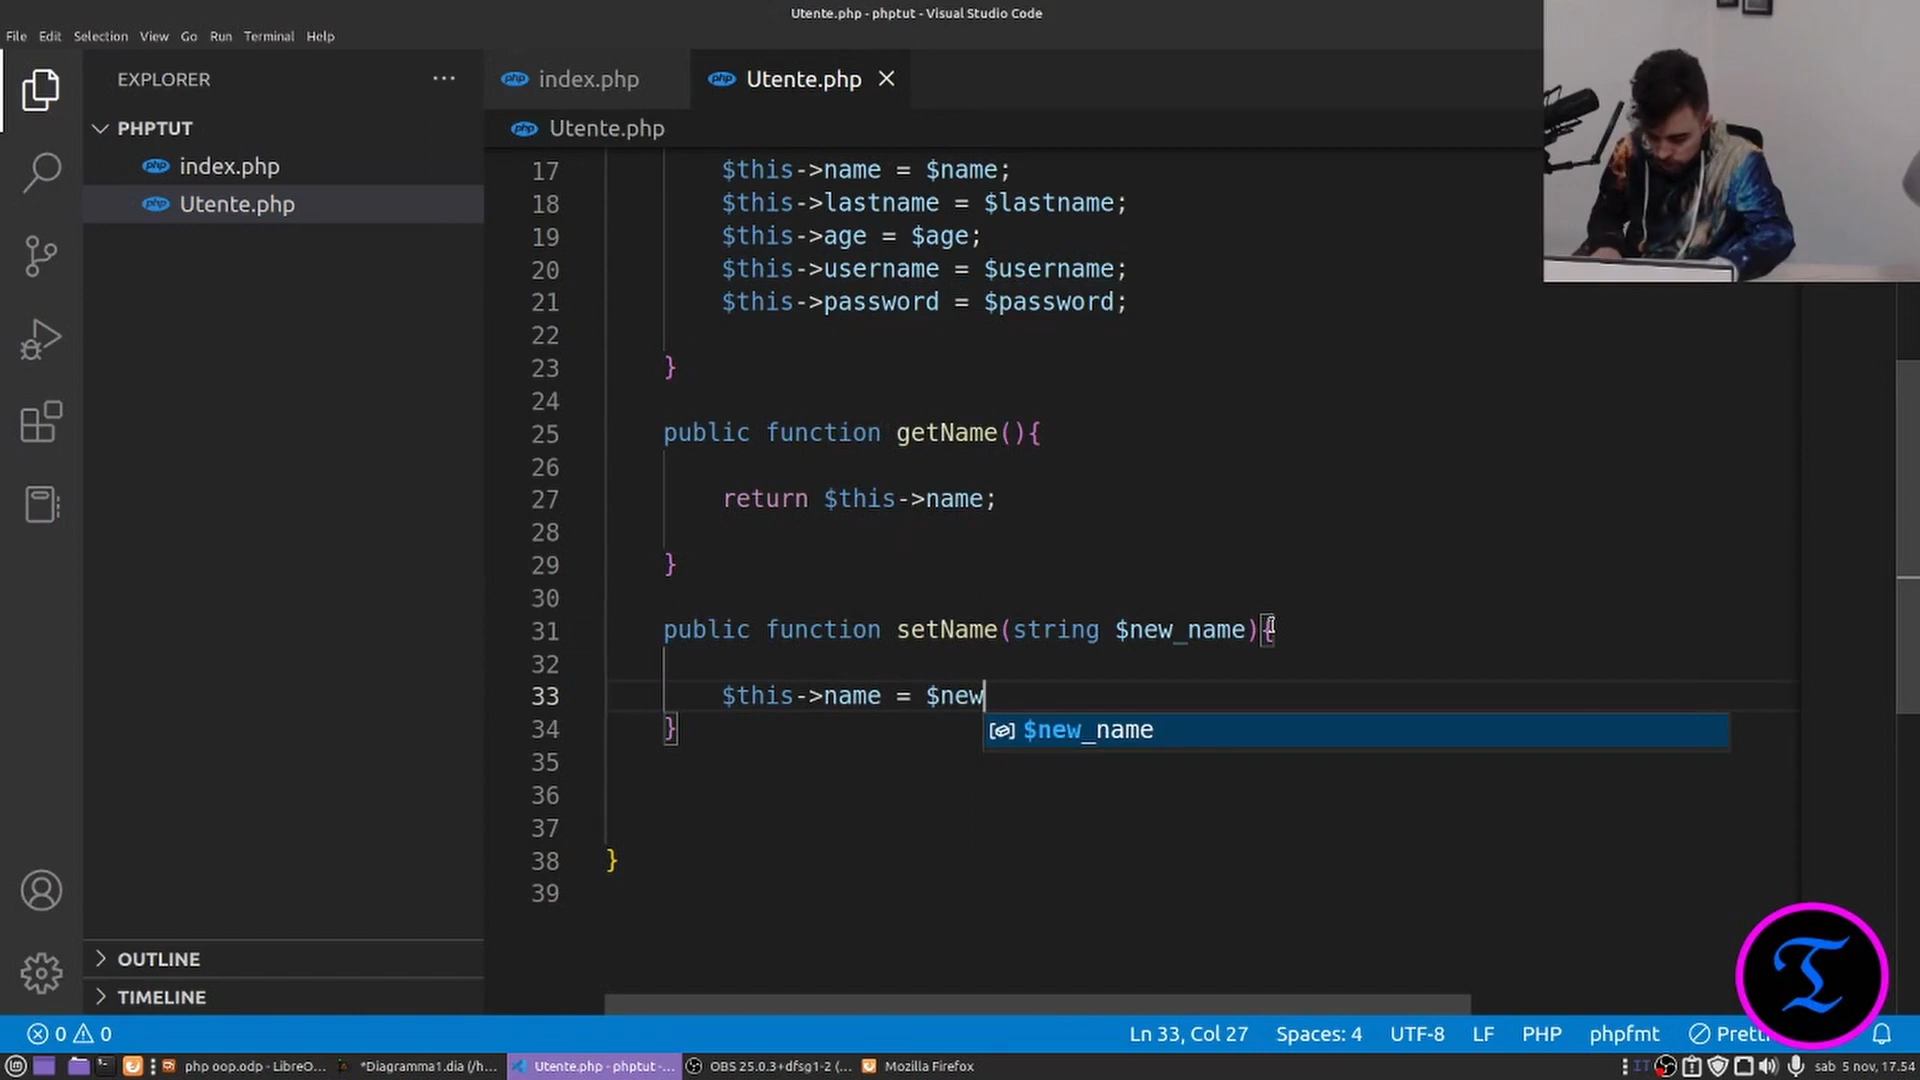 Utente.php - phptut - Visual Studio Code
File Edit Selection View Go Run Terminal Help
EXPLORER
index.php
Utente.php
PHPTUT
index.php
Utente.php
OUTLINE
TIMELINE
Utente.php
17 $this->name = $name;
18 $this->lastname = $lastname;
19 $this->age = $age;
20 $this->username = $username;
21 $this->password = $password;
22
23 }
24
25 public function getName(){
26
27 return $this->name;
28
29 }
30
31 public function setName(string $new_name){
32
33 $this->name = $new
$new_name
34 }
35
36
37
38 }
39
0 0
Ln 33, Col 27 Spaces: 4 UTF-8 LF PHP phpfmt
php oop.odp - LibreO... *Diagramma1.dia (/h... Utente.php - phptut -... OBS 25.0.3+dfsg1-2 (... Mozilla Firefox IT sab 5 nov, 17.54